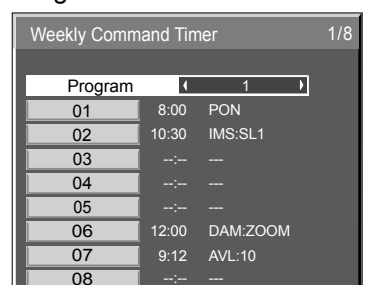 Weekly Command Timer 1/8
Program 1
01 8:00 PON
02 10:30 IMS:SL1
03 --:-- ---
04 --:-- ---
05 --:-- ---
06 12:00 DAM:ZOOM
07 9:12 AVL:10
08 --:-- ---